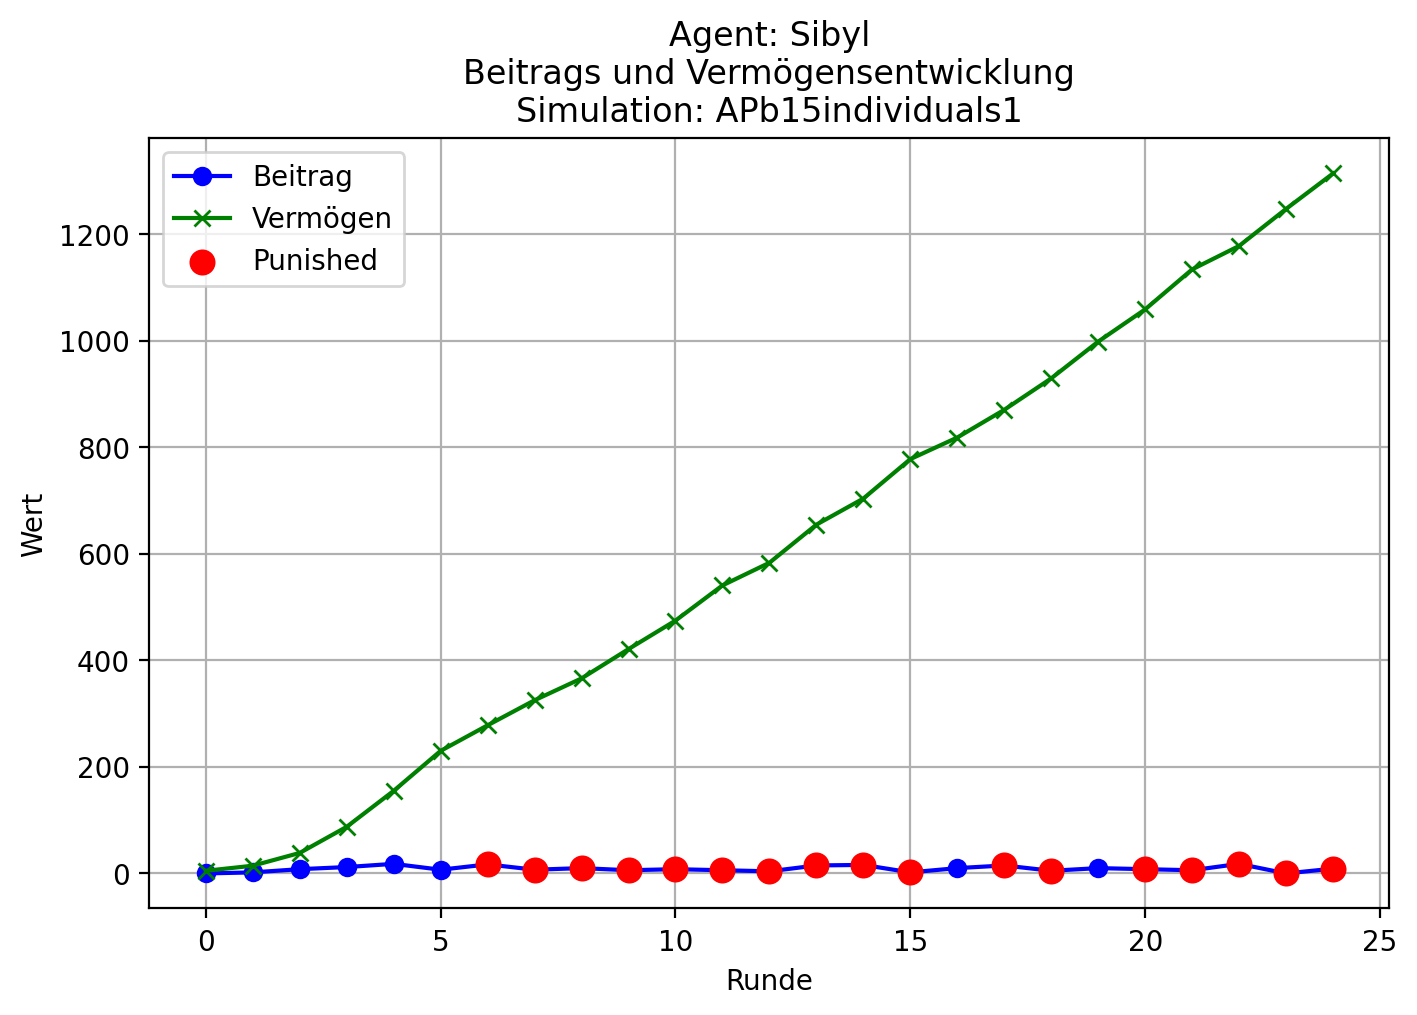 Agent: Sibyl
Beitrags und Vermögensentwicklung
Simulation: APb15individuals1
Beitrag
Vermögen
Punished
1200
1000
800
600
400
200
0
Wert
0 5 10 15 20 25
Runde